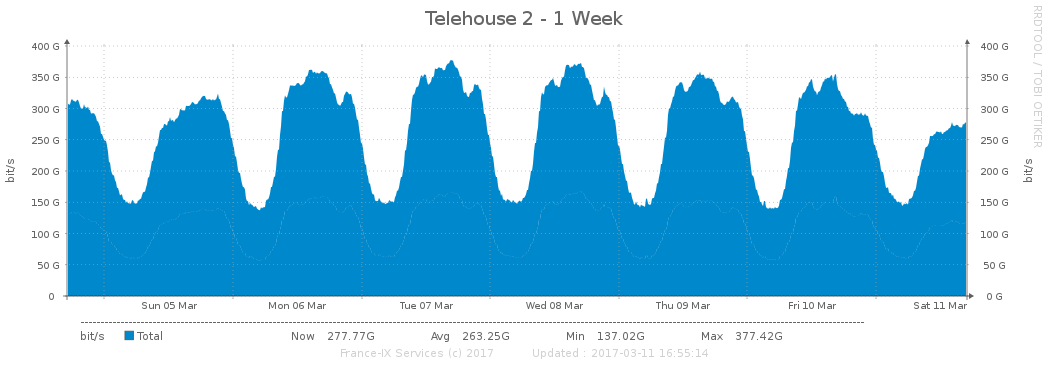 Telehouse 2 - 1 Week
RRDTOOL / TOBI OETIKER
400 G 400 G
350 G 350 G
300 G 300 G
250 G 250 G
200 G 200 G
150 G 150 G
100 G 100 G
50 G 50 G
0 0 G
bit/s bit/s
Sun 05 Mar Mon 06 Mar Tue 07 Mar Wed 08 Mar Thu 09 Mar Fri 10 Mar Sat 11 Mar
bit/s Total Now 277.77G Avg 263.25G Min 137.02G Max 377.42G
France-IX Services (c) 2017 Updated : 2017-03-11 16:55:14